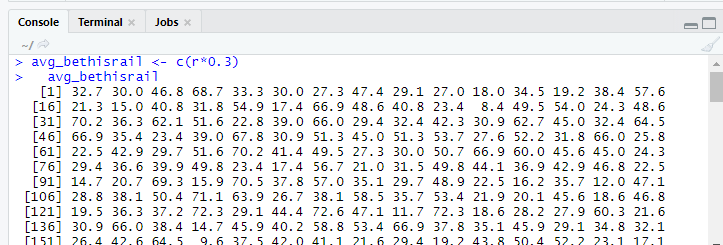 Console Terminal × Jobs ×
~/
> avg_bethisrail <- c(r*0.3)
> avg_bethisrail
[1] 32.7 30.0 46.8 68.7 33.3 30.0 27.3 47.4 29.1 27.0 18.0 34.5 19.2 38.4 57.6
[16] 21.3 15.0 40.8 31.8 54.9 17.4 66.9 48.6 40.8 23.4 8.4 49.5 54.0 24.3 48.6
[31] 70.2 36.3 62.1 51.6 22.8 39.0 66.0 29.4 32.4 42.3 30.9 62.7 45.0 32.4 64.5
[46] 66.9 35.4 23.4 39.0 67.8 30.9 51.3 45.0 51.3 53.7 27.6 52.2 31.8 66.0 25.8
[61] 22.5 42.9 29.7 51.6 70.2 41.4 49.5 27.3 30.0 50.7 66.9 60.0 45.6 45.0 24.3
[76] 29.4 36.6 39.9 49.8 23.4 17.4 56.7 21.0 31.5 49.8 44.1 36.9 42.9 46.8 22.5
[91] 14.7 20.7 69.3 15.9 70.5 37.8 57.0 35.1 29.7 48.9 22.5 16.2 35.7 12.0 47.1
[106] 28.8 38.1 50.4 71.1 63.9 26.7 38.1 58.5 35.7 53.4 21.9 20.1 45.6 18.6 46.8
[121] 19.5 36.3 37.2 72.3 29.1 44.4 72.6 47.1 11.7 72.3 18.6 28.2 27.9 60.3 21.6
[136] 30.9 66.0 38.4 14.7 45.9 40.2 58.8 53.4 66.9 37.8 35.1 45.9 29.1 34.8 32.1
[151] 26.4 42.6 64.5 9.6 37.5 42.0 41.1 21.6 29.4 19.2 43.8 50.4 52.2 23.1 17.1